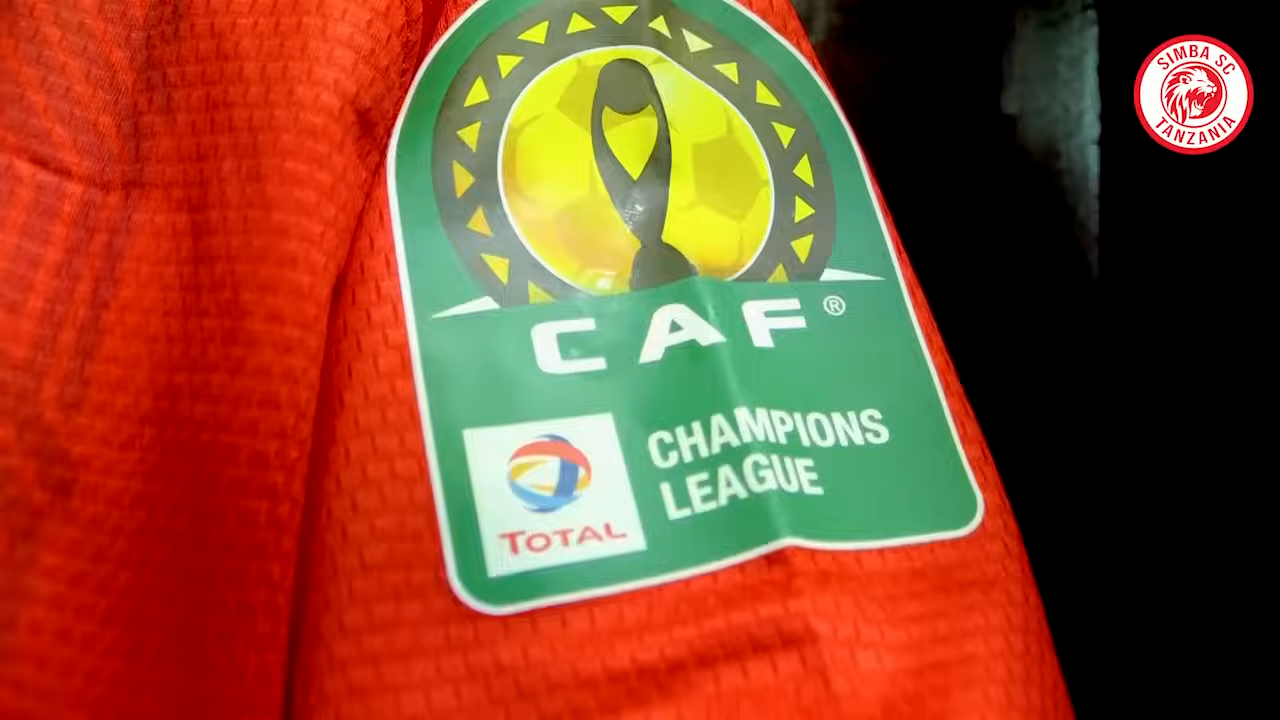 SIMBA SC
TANZANIA
CAF®
CHAMPIONS
LEAGUE
TOTAL